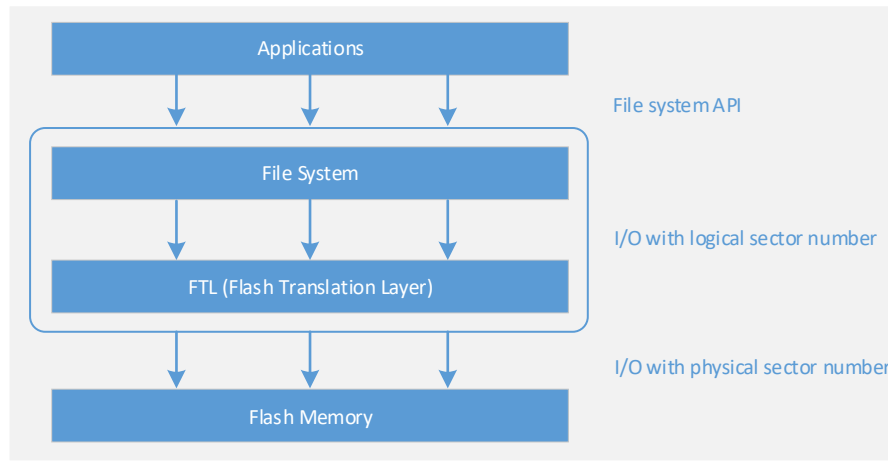 Applications
File system API
File System
I/O with logical sector number
FTL (Flash Translation Layer)
I/O with physical sector number
Flash Memory